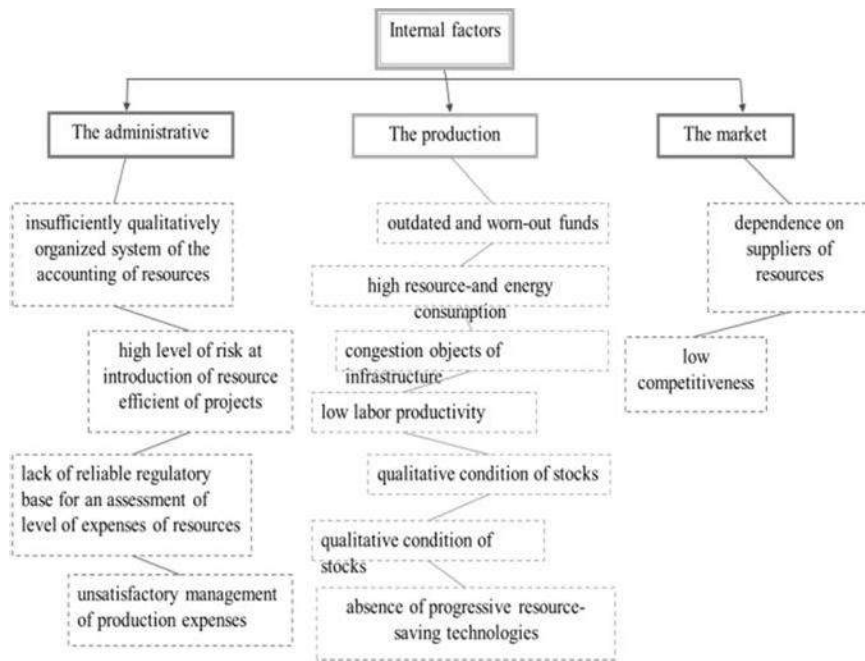 Internal factors
The administrative
The production
The market
insufficiently qualitatively
organized system of the
accounting of resources
high level of risk at
introduction of resource
efficient of projects
lack of reliable regulatory
base for an assessment of
level of expenses of resources
unsatisfactory management
of production expenses
outdated and worn-out funds
high resource-and energy
consumption
congestion objects of
infrastructure
low labor productivity
qualitative condition of stocks
qualitative condition of
stocks
absence of progressive resource-
saving technologies
dependence on
suppliers of
resources
low
competitiveness